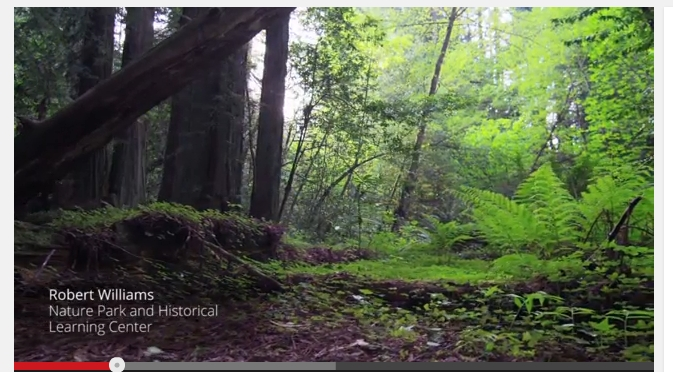 Robert Williams
Nature Park and Historical
Learning Center